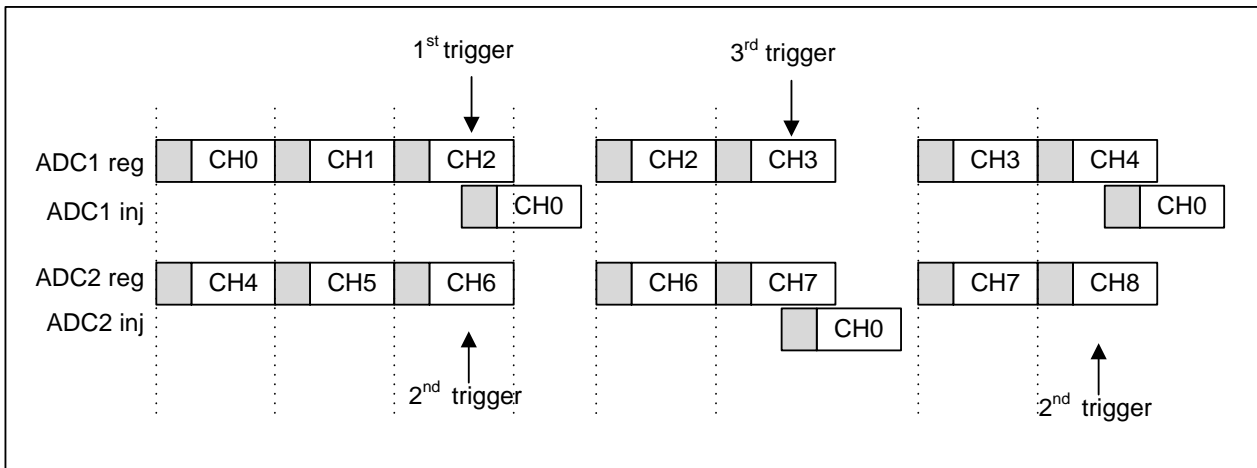 1st trigger 3rd trigger
ADC1 reg CH0 CH1 CH2 CH2 CH3 CH3 CH4
ADC1 inj CH0 CH0
ADC2 reg CH4 CH5 CH6 CH6 CH7 CH7 CH8
ADC2 inj CH0
2nd trigger 2nd trigger